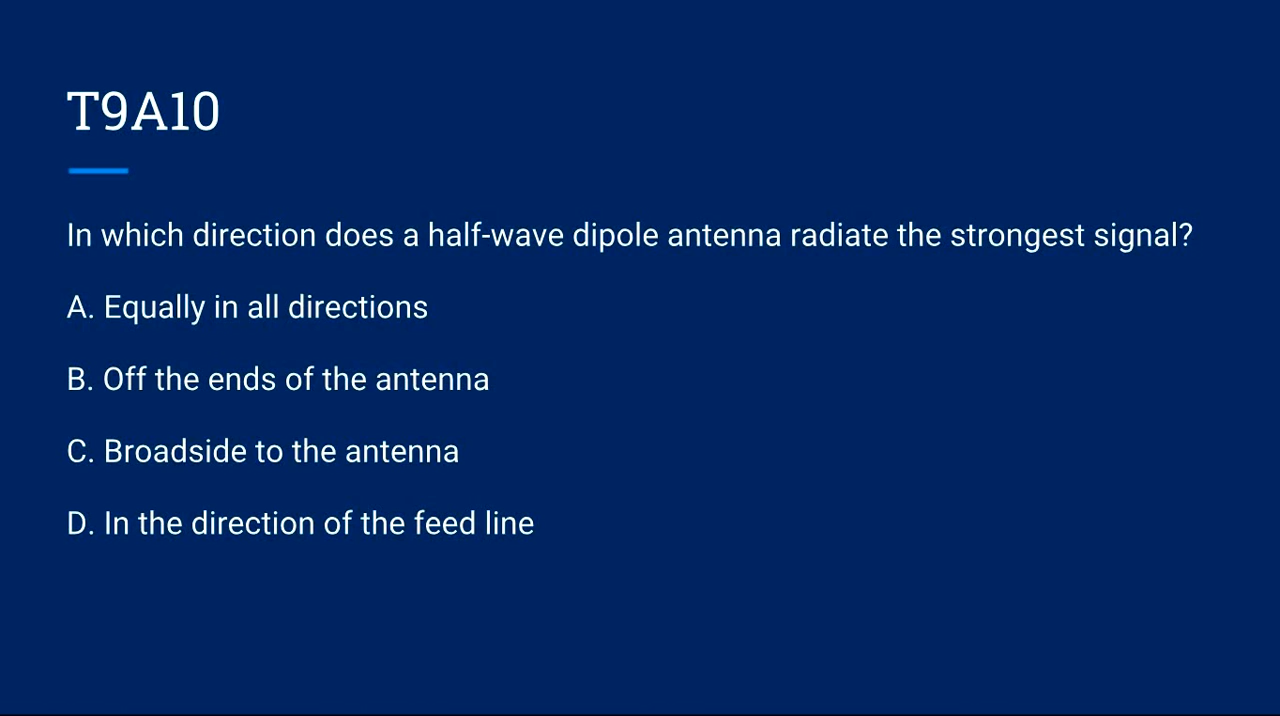 T9A10
In which direction does a half-wave dipole antenna radiate the strongest signal?
A. Equally in all directions
B. Off the ends of the antenna
C. Broadside to the antenna
D. In the direction of the feed line